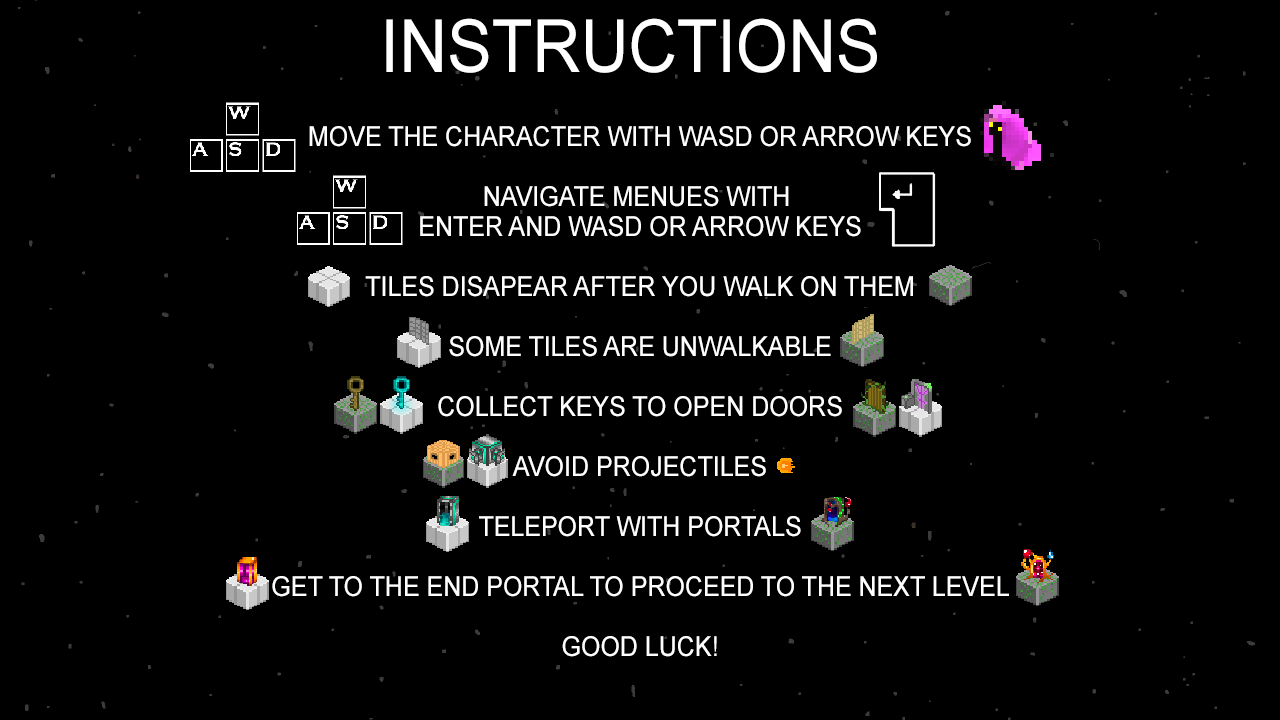 INSTRUCTIONS
W
A S D
MOVE THE CHARACTER WITH WASD OR ARROW KEYS
W
A S D
NAVIGATE MENUES WITH
ENTER AND WASD OR ARROW KEYS
TILES DISAPEAR AFTER YOU WALK ON THEM
SOME TILES ARE UNWALKABLE
COLLECT KEYS TO OPEN DOORS
AVOID PROJECTILES
TELEPORT WITH PORTALS
GET TO THE END PORTAL TO PROCEED TO THE NEXT LEVEL
GOOD LUCK!